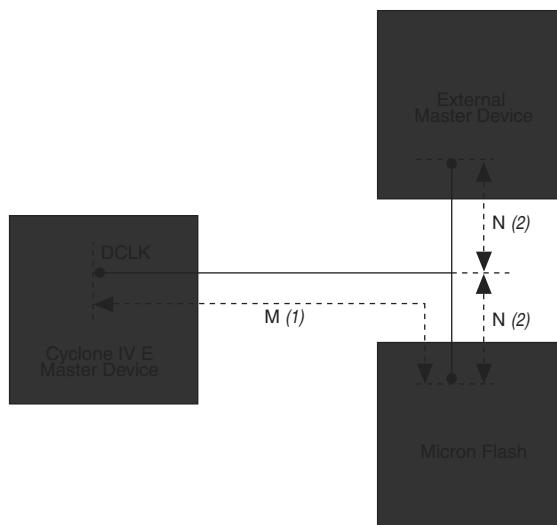 External
Master Device
N (2)
DCLK
M (1)
N (2)
Cyclone IV E
Master Device
Micron Flash